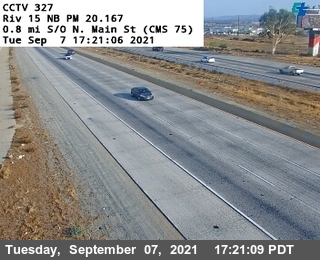 CCTV 327
Riv 15 NB PM 20.167
0.8 mi S/O N. Main St (CMS 75)
Tue Sep 7 17:21:06 2021
Tuesday, September 07, 2021 17:21:09 PDT